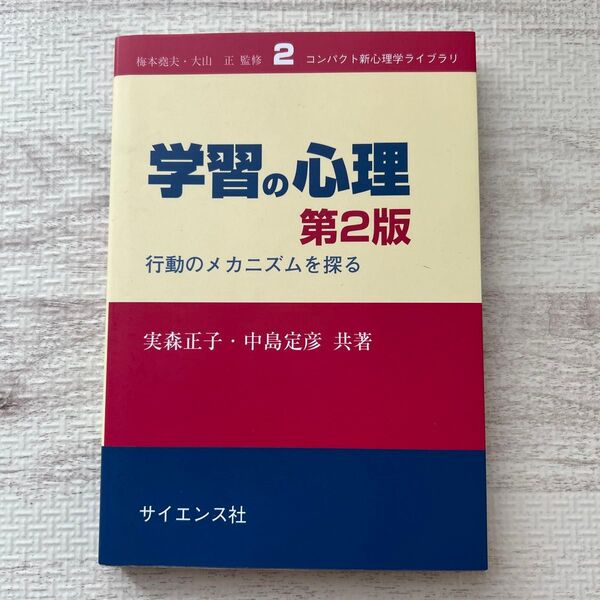 梅本堯夫・大山 正 監修 2 コンパクト新心理学ライブラリ
学習の心理
第2版
行動のメカニズムを探る
実森正子・中島定彦 共著
サイエンス社